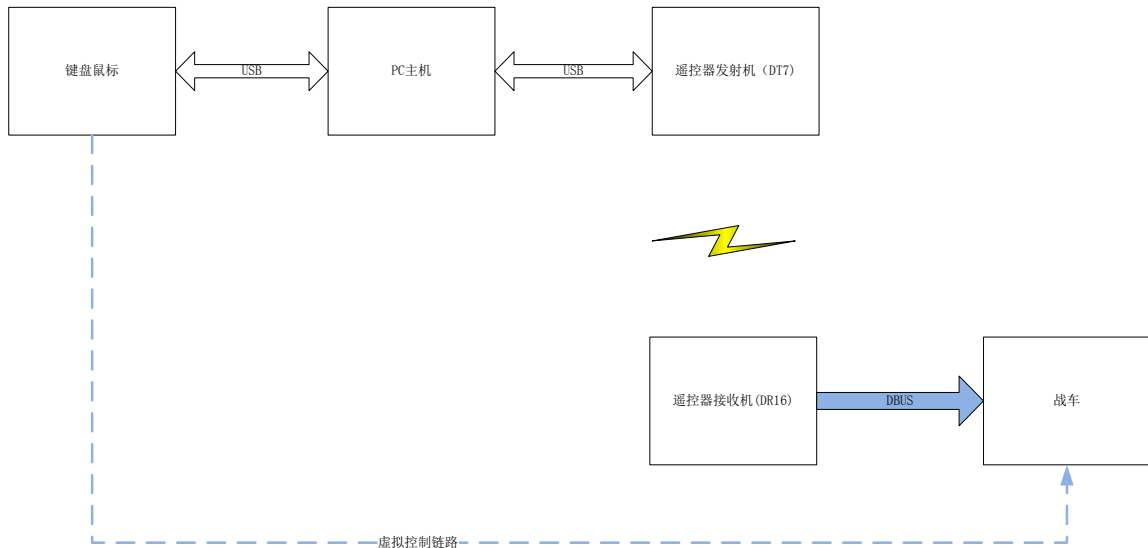 键盘鼠标
USB
PC主机
USB
遥控器发射机（DT7）
遥控器接收机(DR16)
DBUS
战车
虚拟控制链路